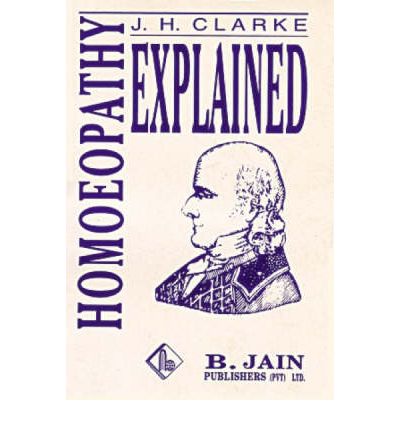 J. H. CLARKE
HOMOEOPATHY
EXPLAINED
B. JAIN
PUBLISHERS (PVT) LTD.